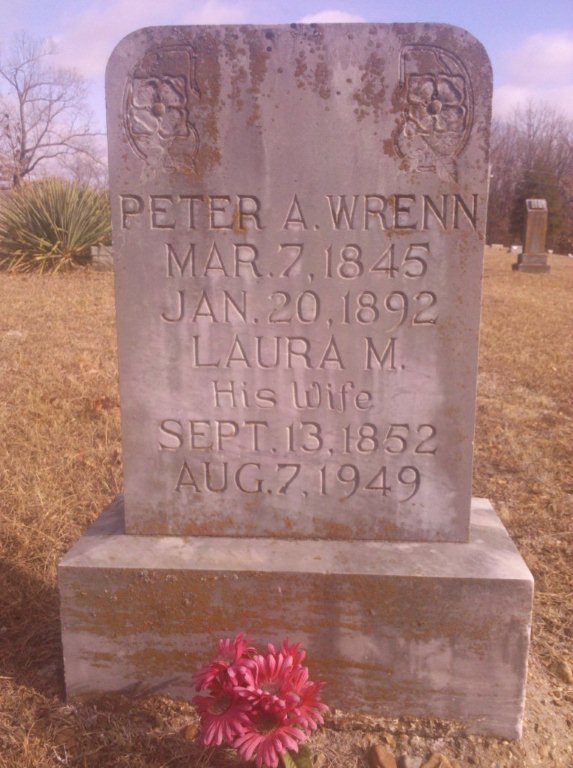 PETER A. WRENN
MAR. 7, 1845
JAN. 20, 1892
LAURA M.
His Wife
SEPT. 13, 1852
AUG. 7, 1949